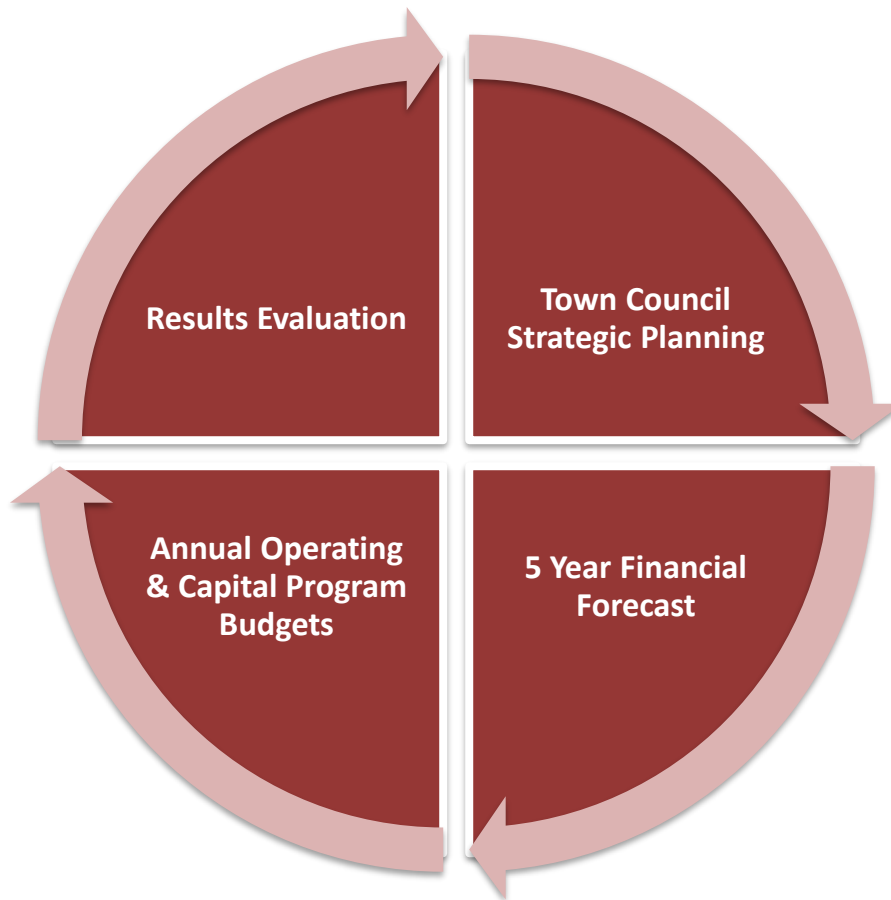 Results Evaluation
Town Council
Strategic Planning
Annual Operating
& Capital Program
Budgets
5 Year Financial
Forecast